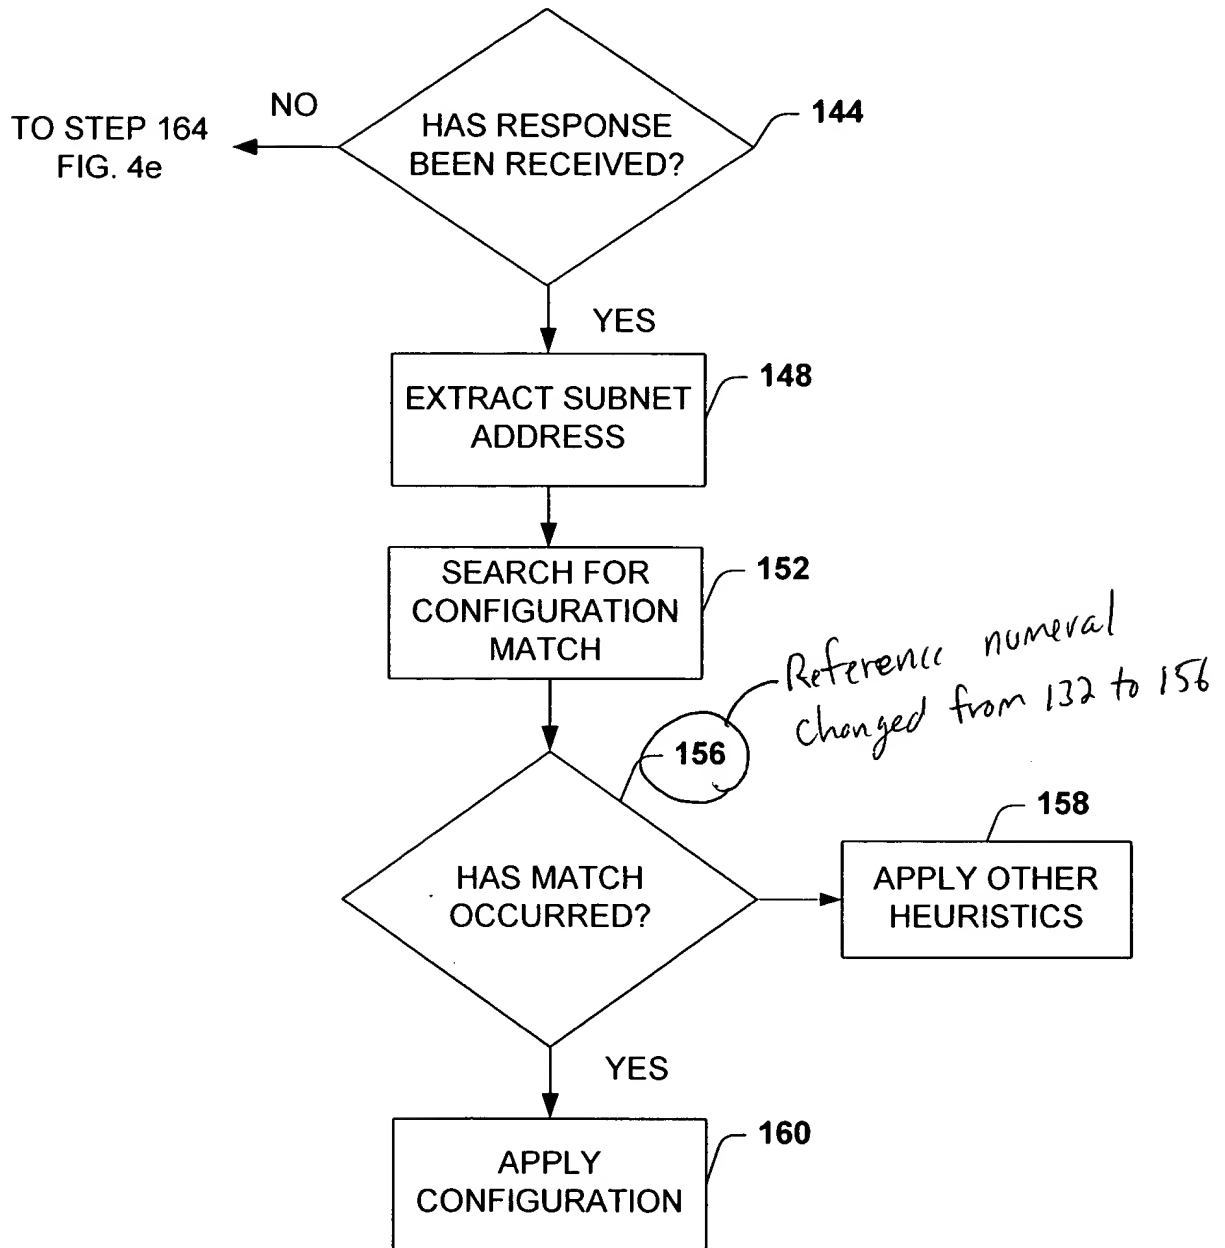 HAS RESPONSE
BEEN RECEIVED?
144
NO
TO STEP 164
FIG. 4e
YES
EXTRACT SUBNET
ADDRESS
148
SEARCH FOR
CONFIGURATION
MATCH
152
Reference numeral
changed from 132 to 156
156
HAS MATCH
OCCURRED?
158
APPLY OTHER
HEURISTICS
YES
APPLY
CONFIGURATION
160